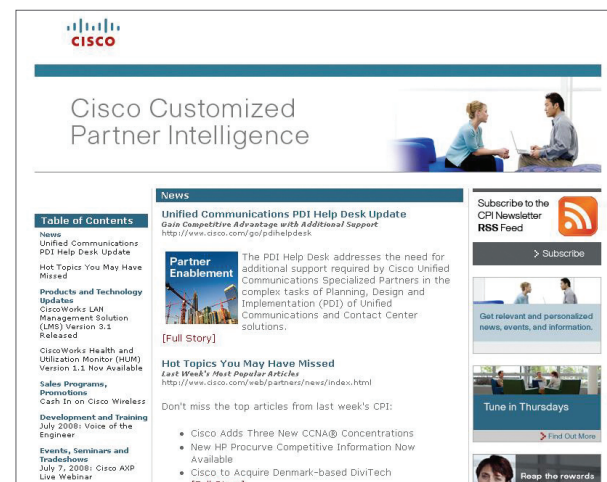 CISCO
Cisco Customized
Partner Intelligence
Table of Contents
News
Unified Communications
PDI Help Desk Update
Hot Topics You May Have
Missed
Products and Technology
Updates
CiscoWorks LAN
Management Solution
(LMS) Version 3.1
Released
CiscoWorks Health and
Utilization Monitor (HUM)
Version 1.1 Now Available
Sales Programs,
Promotions
Cash In on Cisco Wireless
Development and Training
July 2008: Voice of the
Engineer
Events, Seminars and
Tradeshows
July 7, 2008: Cisco AXP
Live Webinar
News
Unified Communications PDI Help Desk Update
Gain Competitive Advantage with Additional Support
http://www.cisco.com/go/pdihelpdesk
Partner
Enablement
The PDI Help Desk addresses the need for
additional support required by Cisco Unified
Communications Specialized Partners in the
complex tasks of Planning, Design and
Implementation (PDI) of Unified
Communications and Contact Center
solutions.
[Full Story]
Hot Topics You May Have Missed
Last Week's Most Popular Articles
http://www.cisco.com/web/partners/news/index.html
Don't miss the top articles from last week's CPI:
• Cisco Adds Three New CCNA® Concentrations
• New HP Procurve Competitive Information Now
Available
• Cisco to Acquire Denmark-based DiviTech
Subscribe to the
CPI Newsletter
RSS Feed
> Subscribe
Get relevant and personalized
news, events, and information.
Tune in Thursdays
> Find Out More
Reap the rewards